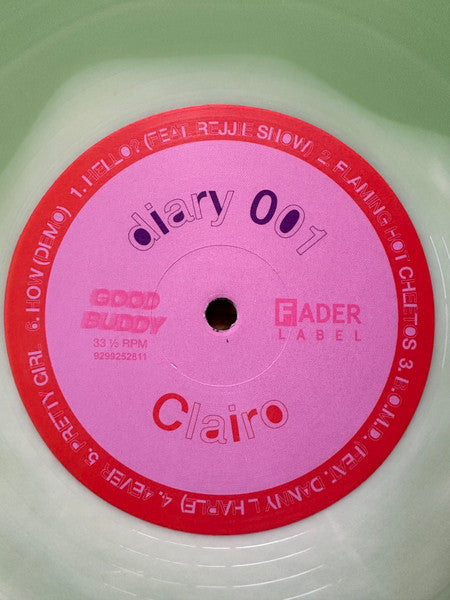 diary 001
GOOD
BUDDY
33 ⅓ RPM
9299252811
FADER
LABEL
Clairo
1. HELLO? (FEAT. REJJIE SNOW) 2. FLAMING HOT CHEETOS 3. B.O.M.D. (FEAT. DANNY L HARLE) 4. 4EVER 5. PRETTY GIRL 6. HOW (DEMO)